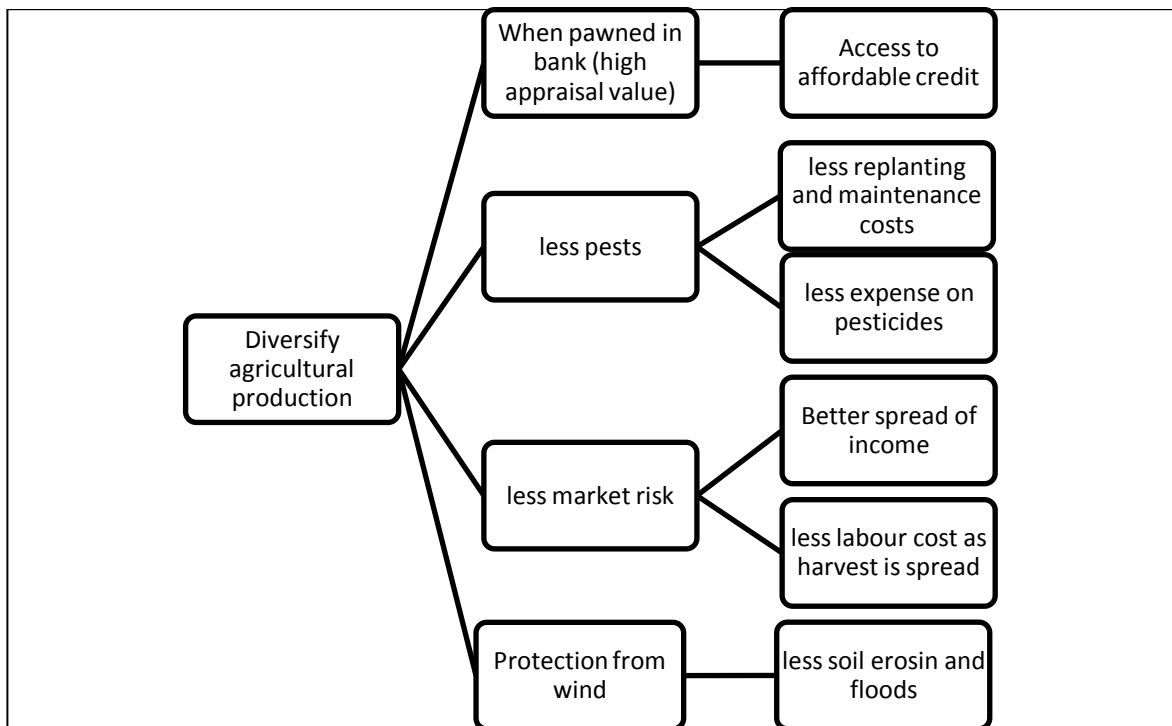 Diversify
agricultural
production
When pawned in
bank (high
appraisal value)
Access to
affordable credit
less pests
less replanting
and maintenance
costs
less expense on
pesticides
less market risk
Better spread of
income
less labour cost as
harvest is spread
Protection from
wind
less soil erosin and
floods